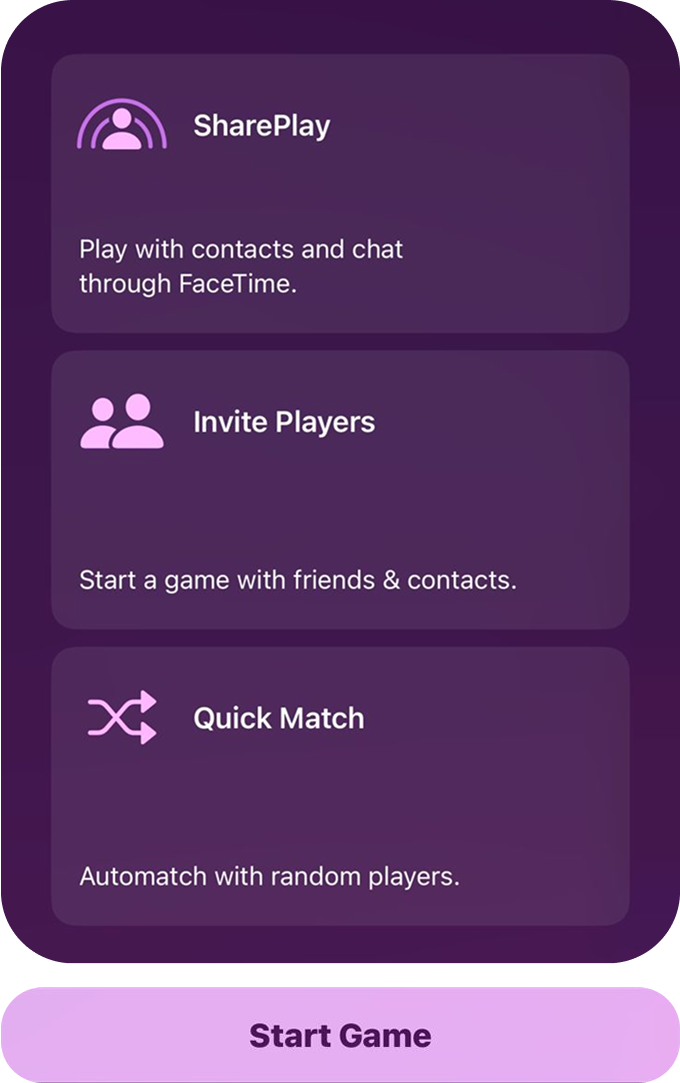 SharePlay
Play with contacts and chat
through FaceTime.
Invite Players
Start a game with friends & contacts.
Quick Match
Automatch with random players.
Start Game